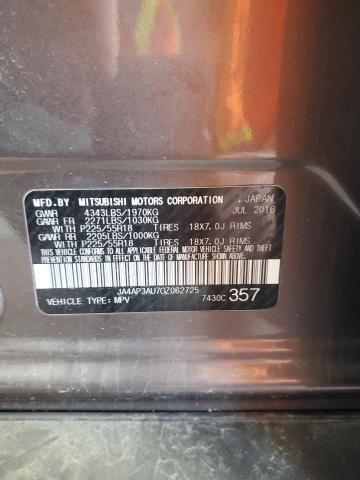 MFD.BY MITSUBISHI MOTORS CORPORATION , JAPAN
GVWR 4343LBS/1970KG JUL 2016
GAWR FR 2271LBS/1030KG
WITH P225/55R18 TIRES 18X7.0J RIMS
GAWR RR 2205LBS/1000KG
WITH P225/55R18 TIRES 18X7.0J RIMS
THIS VEHICLE CONFORMS TO ALL APPLICABLE FEDERAL MOTOR VEHICLE SAFETY AND
THEFT PREVENTION STANDARDS IN EFFECT ON THE DATE OF MANUFACTURE SHOWN ABOVE.
JA4AP3AU7GZ062725
VEHICLE TYPE: MPV 7430C 357